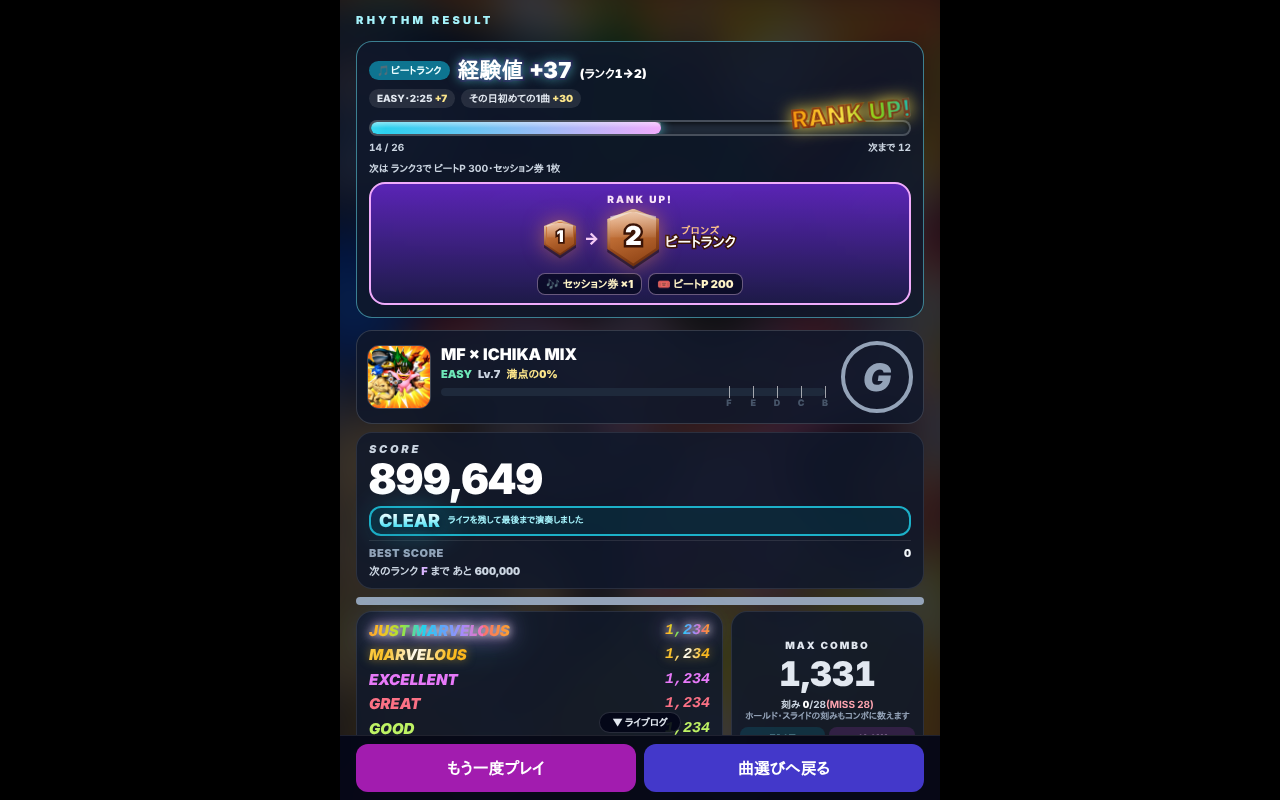 RHYTHM RESULT
🎵ビートランク 経験値 +37 (ランク1→2)
EASY・2:25 +7 その日初めての1曲 +30
RANK UP!
14 / 26 次まで 12
次は ランク3で ビートP 300・セッション券 1枚
RANK UP!
1 → 2 ブロンズ
ビートランク
🎶 セッション券 ×1 🎟️ ビートP 200
MF × ICHIKA MIX
EASY Lv.7 満点の0%
F E D C B
G
SCORE
899,649
CLEAR ライフを残して最後まで演奏しました
BEST SCORE 0
次のランク F まで あと 600,000
JUST MARVELOUS 1,234
MARVELOUS 1,234
EXCELLENT 1,234
GREAT 1,234
GOOD ,234
MAX COMBO
1,331
刻み 0/28(MISS 28)
ホールド・スライドの刻みもコンボに数えます
▼ ライブログ
もう一度プレイ 曲選びへ戻る